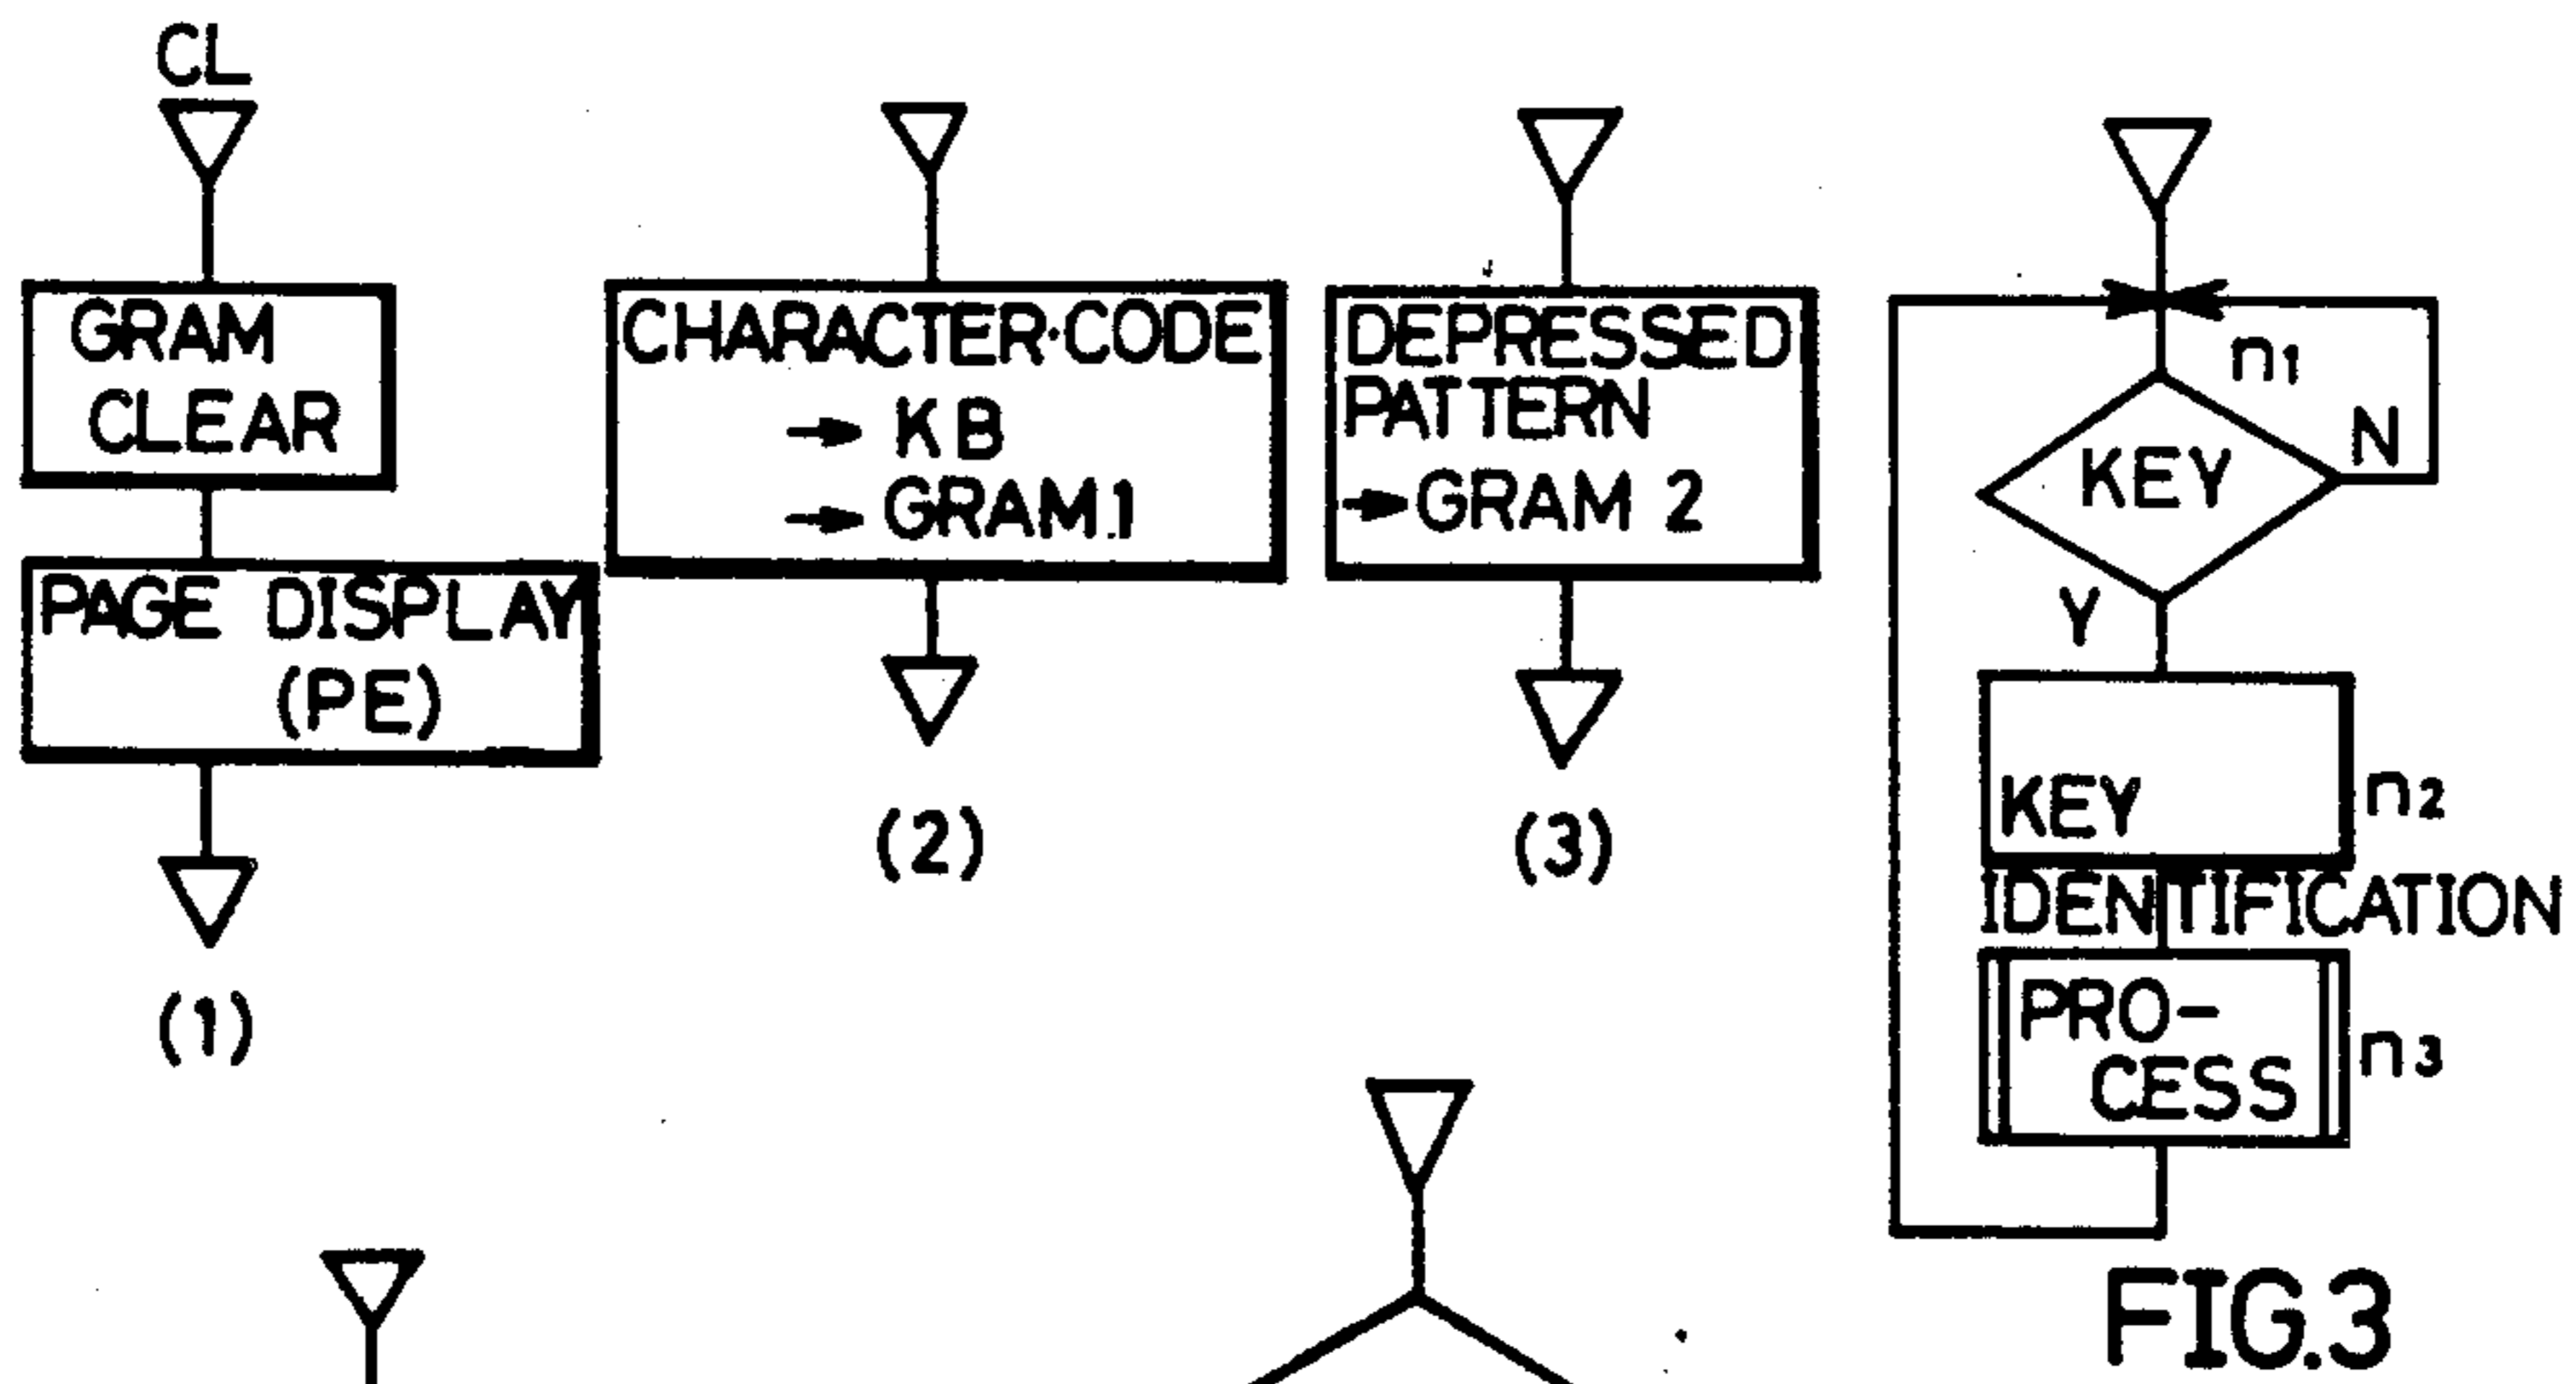 CL
GRAM
CLEAR
PAGE DISPLAY
(PE)
(1)
CHARACTER·CODE
→ KB
→ GRAM.1
(2)
DEPRESSED
PATTERN
→ GRAM 2
(3)
n1
KEY
N
Y
KEY
n2
IDENTIFICATION
PRO-
CESS
n3
FIG.3